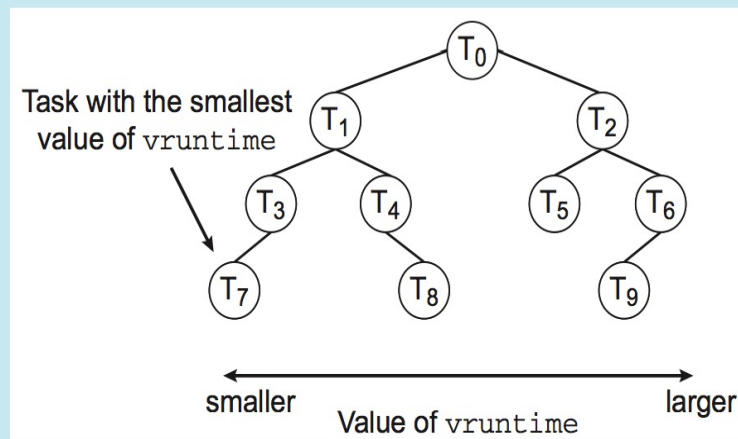 T0
Task with the smallest
value of vruntime
T1
T2
T3
T4
T5
T6
T7
T8
T9
smaller
larger
Value of vruntime